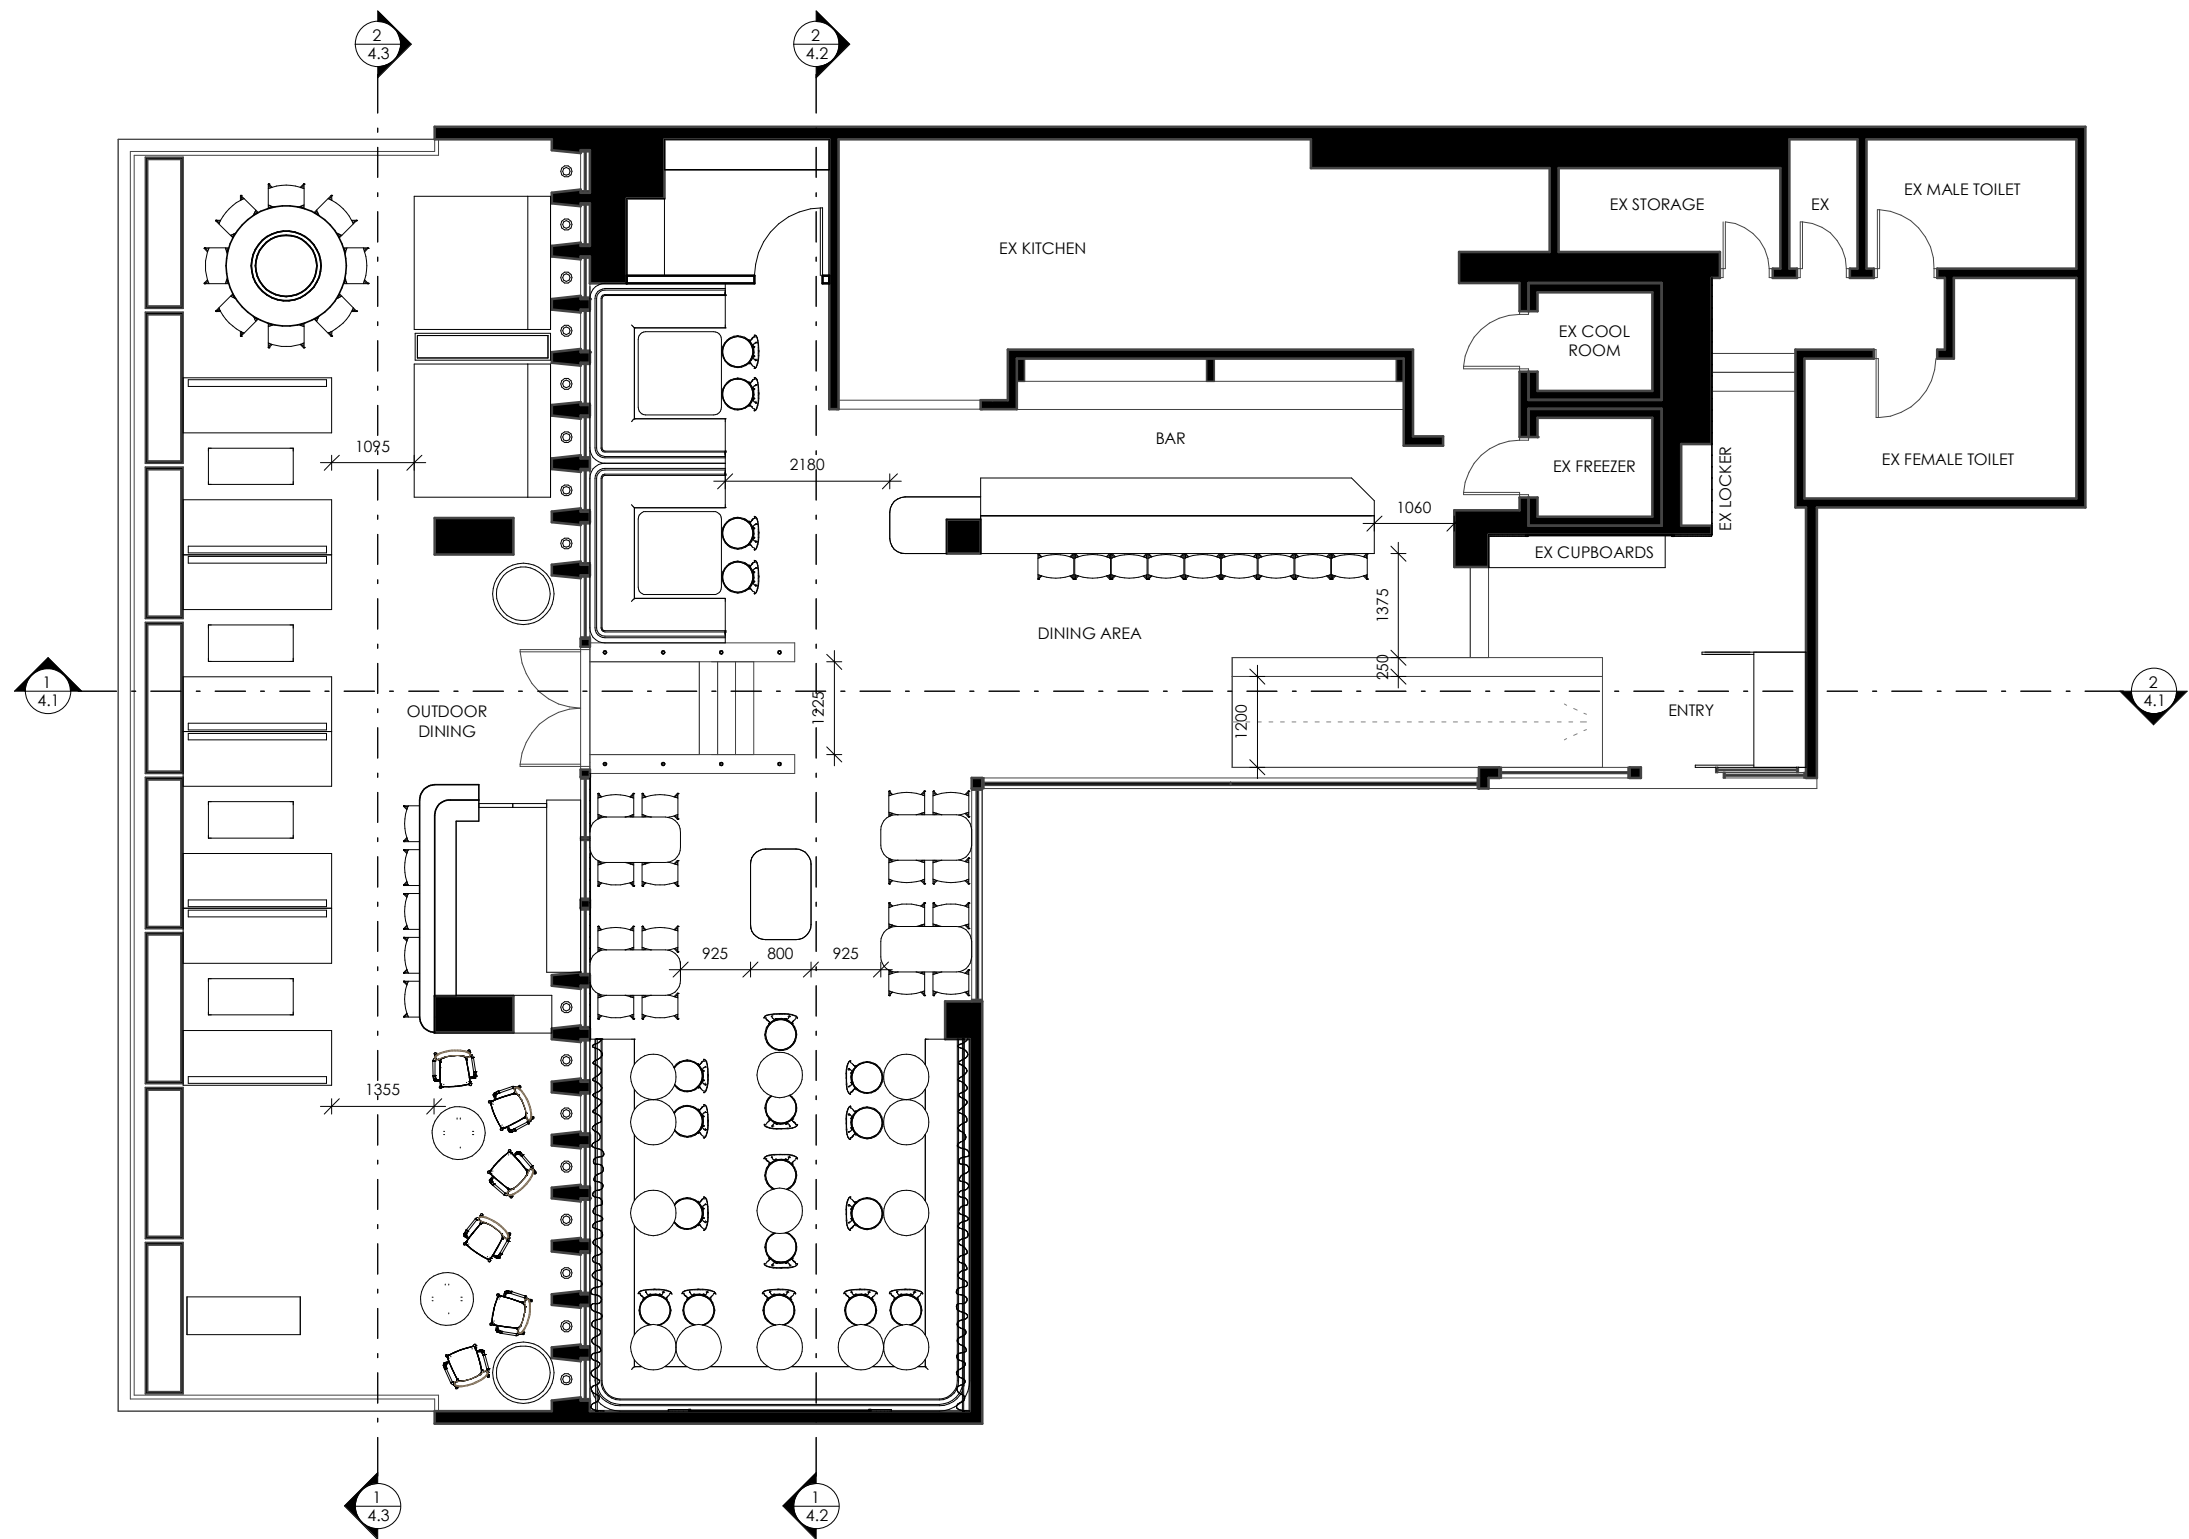 2
4.3
2
4.2
EX MALE TOILET
EX STORAGE
EX
EX KITCHEN
EX COOL
ROOM
BAR
1095
2180
EX FREEZER
EX FEMALE TOILET
EX LOCKER
1060
EX CUPBOARDS
1375
DINING AREA
250
1
4.1
2
4.1
OUTDOOR
DINING
1225
1200
ENTRY
925
800
925
1355
1
4.3
1
4.2